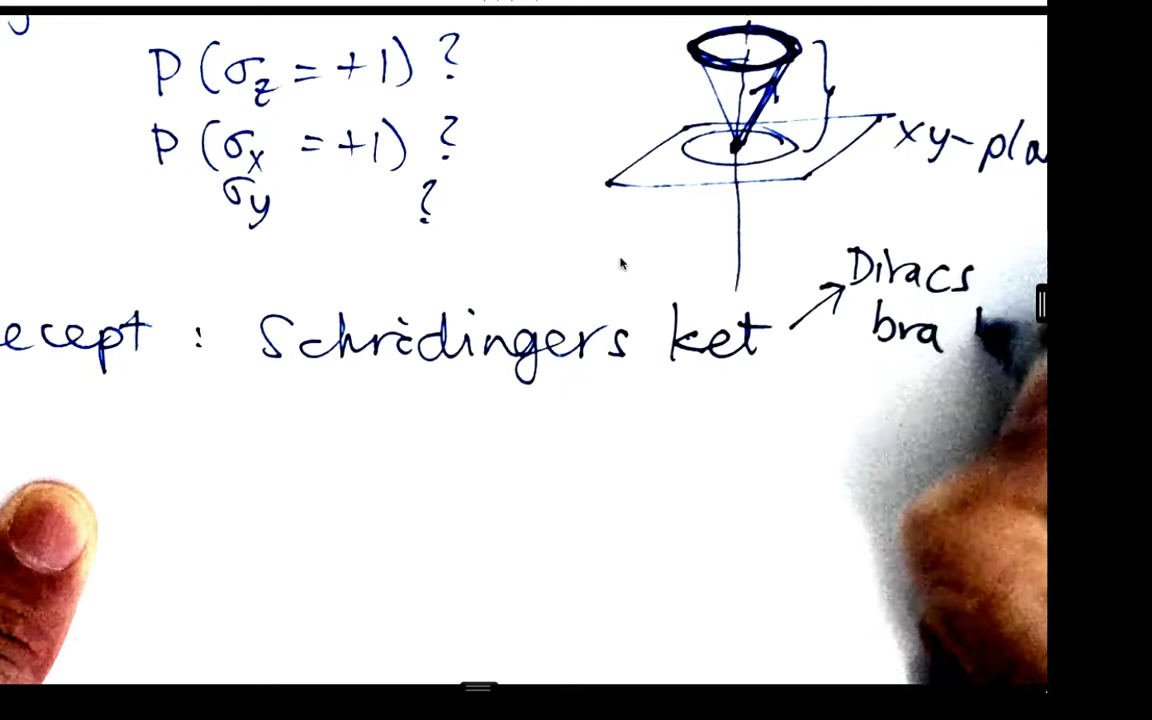 P (σz = +1) ?
P (σx = +1) ?
σy ?
xy-pla
ecept : Schrödingers ket
Diracs
bra